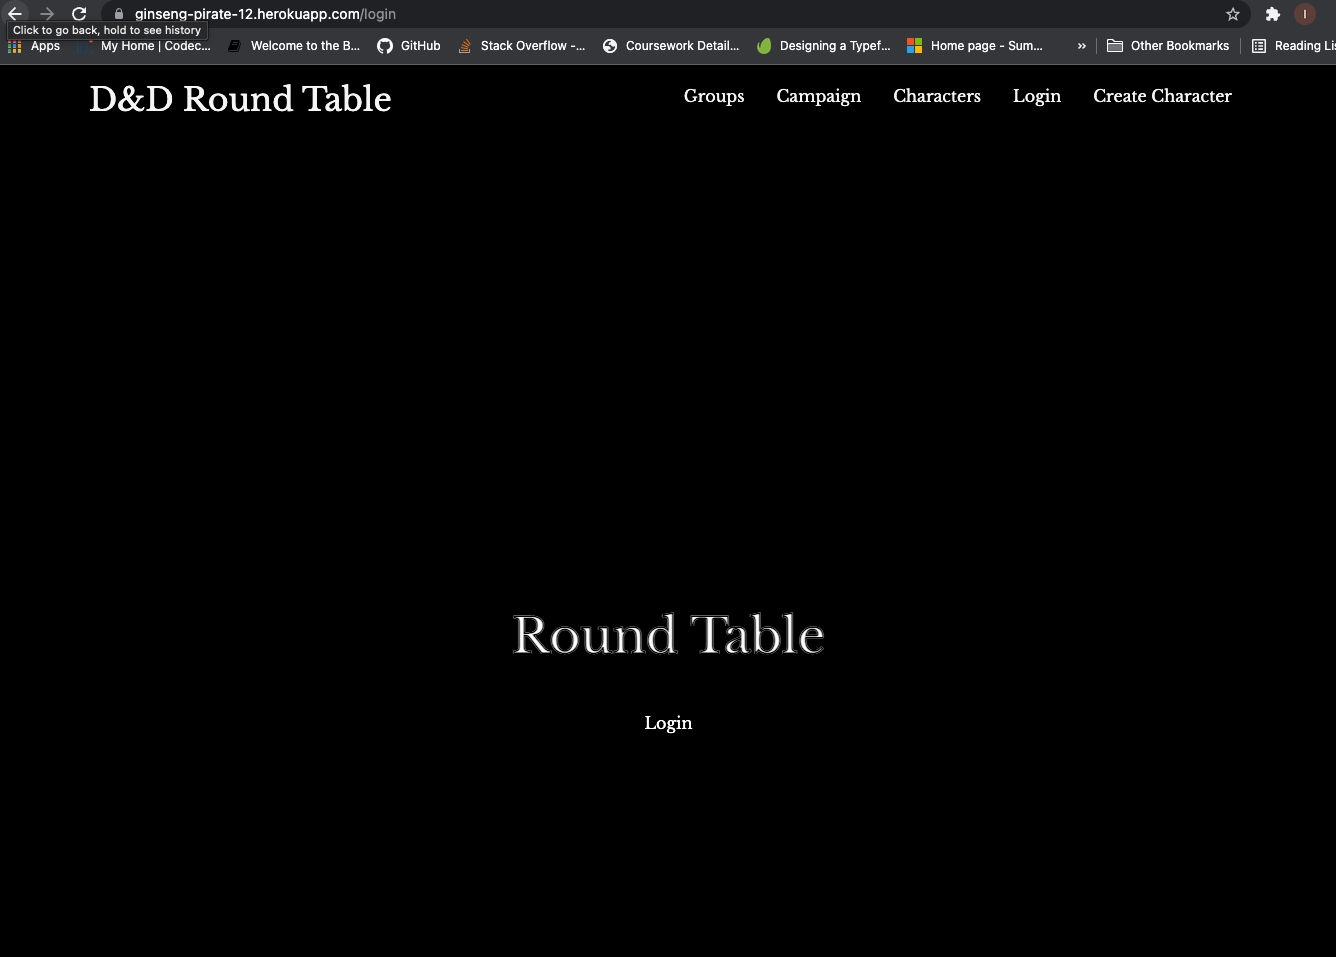 ginseng-pirate-12.herokuapp.com/login
Click to go back, hold to see history
Apps My Home | Codec... Welcome to the B... GitHub Stack Overflow -... Coursework Detail... Designing a Typef... Home page - Sum... » Other Bookmarks Reading Lis
D&D Round Table Groups Campaign Characters Login Create Character
Round Table
Login